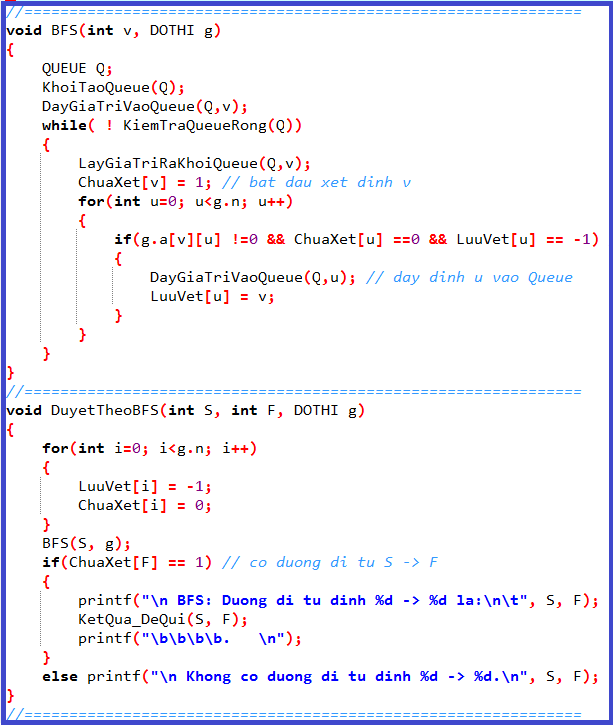 //==============================================================
void BFS(int v, DOTHI g)
{
    QUEUE Q;
    KhoiTaoQueue(Q);
    DayGiaTriVaoQueue(Q,v);
    while( ! KiemTraQueueRong(Q))
    {
        LayGiaTriRaKhoiQueue(Q,v);
        ChuaXet[v] = 1; // bat dau xet dinh v
        for(int u=0; u<g.n; u++)
        {
            if(g.a[v][u] !=0 && ChuaXet[u] ==0 && LuuVet[u] == -1)
            {
                DayGiaTriVaoQueue(Q,u); // day dinh u vao Queue
                LuuVet[u] = v;
            }
        }
    }
}
//==============================================================
void DuyetTheoBFS(int S, int F, DOTHI g)
{
    for(int i=0; i<g.n; i++)
    {
        LuuVet[i] = -1;
        ChuaXet[i] = 0;
    }
    BFS(S, g);
    if(ChuaXet[F] == 1) // co duong di tu S -> F
    {
        printf("\n BFS: Duong di tu dinh %d -> %d la:\n\t", S, F);
        KetQua_DeQui(S, F);
        printf("\b\b\b\b.   \n");
    }
    else printf("\n Khong co duong di tu dinh %d -> %d.\n", S, F);
}
//==============================================================